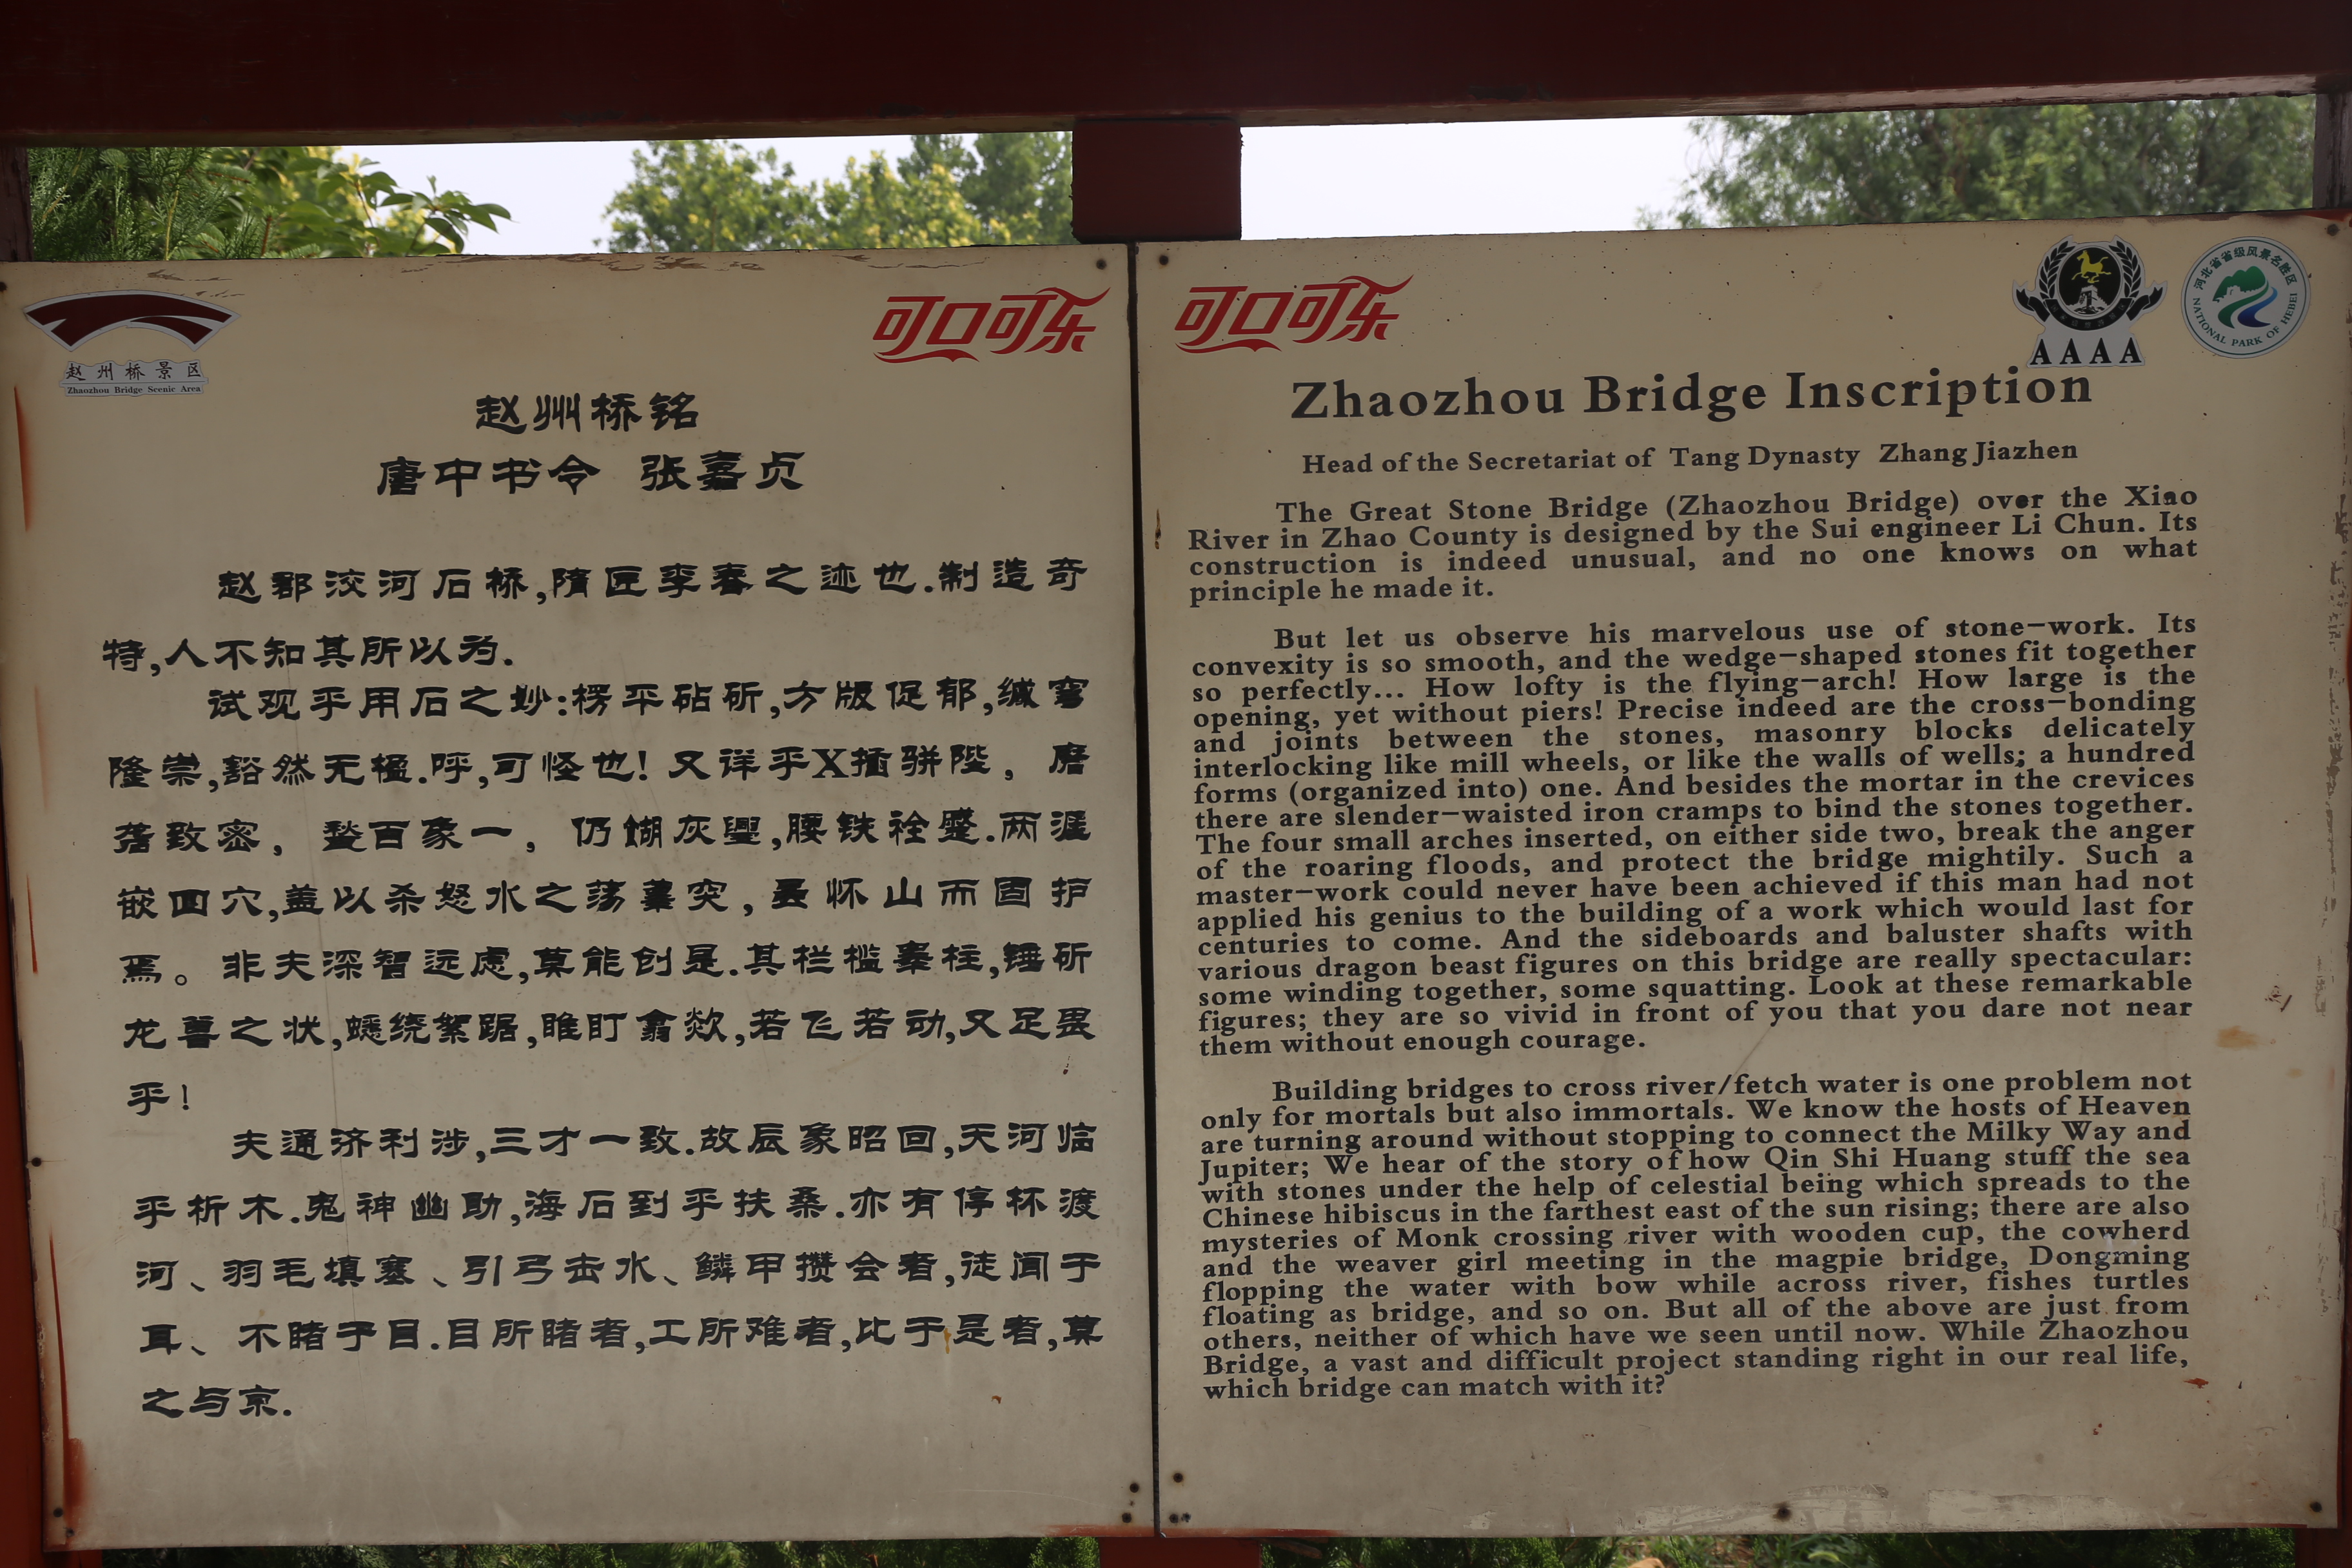 赵州桥景区
Zhaozhou Bridge Scenic Area
可口可乐
赵州桥铭
唐中书令 张嘉贞
赵郡洨河石桥,隋匠李春之迹也.制造奇
特,人不知其所以为.
试观乎用石之妙:楞平砧斫,方版促郁,缄穹
隆崇,豁然无楹.呼,可怪也! 又详乎X插骈陛，磨
砻致密，甃百象一，仍餬灰璺,腰铁栓蹙.两涯
嵌四穴,盖以杀怒水之荡突,虽怀山而固护
焉。非夫深智远虑,莫能创是.其栏槛柱,锤斫
龙兽之状,蟠绕拏踞,睢盱翕欻,若飞若动,又足畏
乎!
夫通济利涉,三才一致.故辰象昭回,天河临
乎析木.鬼神幽助,海石到乎扶桑.亦有停杯渡
河、羽毛填塞、引弓击水、鳞甲攒会者,徒闻于
耳、不睹于目.目所睹者,工所难者,比于是者,莫
之与京.
可口可乐
AAAA
河北省省级风景名胜区
NATIONAL PARK OF HEBEI
Zhaozhou Bridge Inscription
Head of the Secretariat of Tang Dynasty Zhang Jiazhen
The Great Stone Bridge (Zhaozhou Bridge) over the Xiao
River in Zhao County is designed by the Sui engineer Li Chun. Its
construction is indeed unusual, and no one knows on what
principle he made it.
But let us observe his marvelous use of stone-work. Its
convexity is so smooth, and the wedge-shaped stones fit together
so perfectly... How lofty is the flying-arch! How large is the
opening, yet without piers! Precise indeed are the cross-bonding
and joints between the stones, masonry blocks delicately
interlocking like mill wheels, or like the walls of wells; a hundred
forms (organized into) one. And besides the mortar in the crevices
there are slender-waisted iron cramps to bind the stones together.
The four small arches inserted, on either side two, break the anger
of the roaring floods, and protect the bridge mightily. Such a
master-work could never have been achieved if this man had not
applied his genius to the building of a work which would last for
centuries to come. And the sideboards and baluster shafts with
various dragon beast figures on this bridge are really spectacular:
some winding together, some squatting. Look at these remarkable
figures; they are so vivid in front of you that you dare not near
them without enough courage.
Building bridges to cross river/fetch water is one problem not
only for mortals but also immortals. We know the hosts of Heaven
are turning around without stopping to connect the Milky Way and
Jupiter; We hear of the story of how Qin Shi Huang stuff the sea
with stones under the help of celestial being which spreads to the
Chinese hibiscus in the farthest east of the sun rising; there are also
mysteries of Monk crossing river with wooden cup, the cowherd
and the weaver girl meeting in the magpie bridge, Dongming
flopping the water with bow while across river, fishes turtles
floating as bridge, and so on. But all of the above are just from
others, neither of which have we seen until now. While Zhaozhou
Bridge, a vast and difficult project standing right in our real life,
which bridge can match with it?